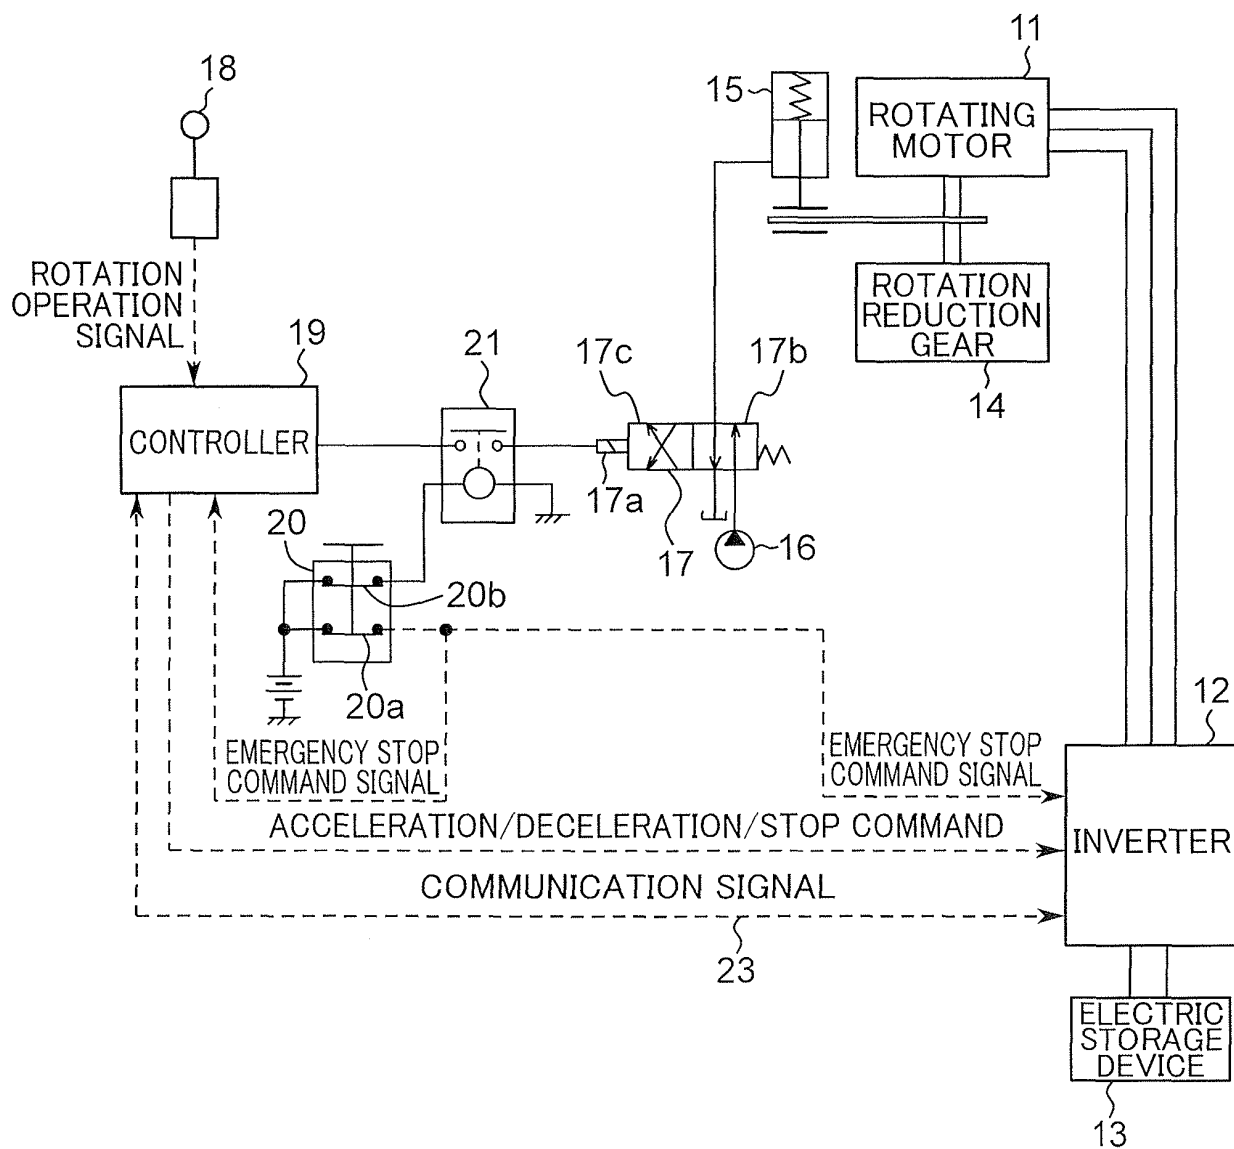 11
18
15
ROTATING
MOTOR
ROTATION
OPERATION
SIGNAL
19
21
17c
17b
ROTATION
REDUCTION
GEAR
14
CONTROLLER
17a
20
17
16
20b
20a
12
EMERGENCY STOP
COMMAND SIGNAL
EMERGENCY STOP
COMMAND SIGNAL
ACCELERATION/DECELERATION/STOP COMMAND
INVERTER
COMMUNICATION SIGNAL
23
ELECTRIC
STORAGE
DEVICE
13